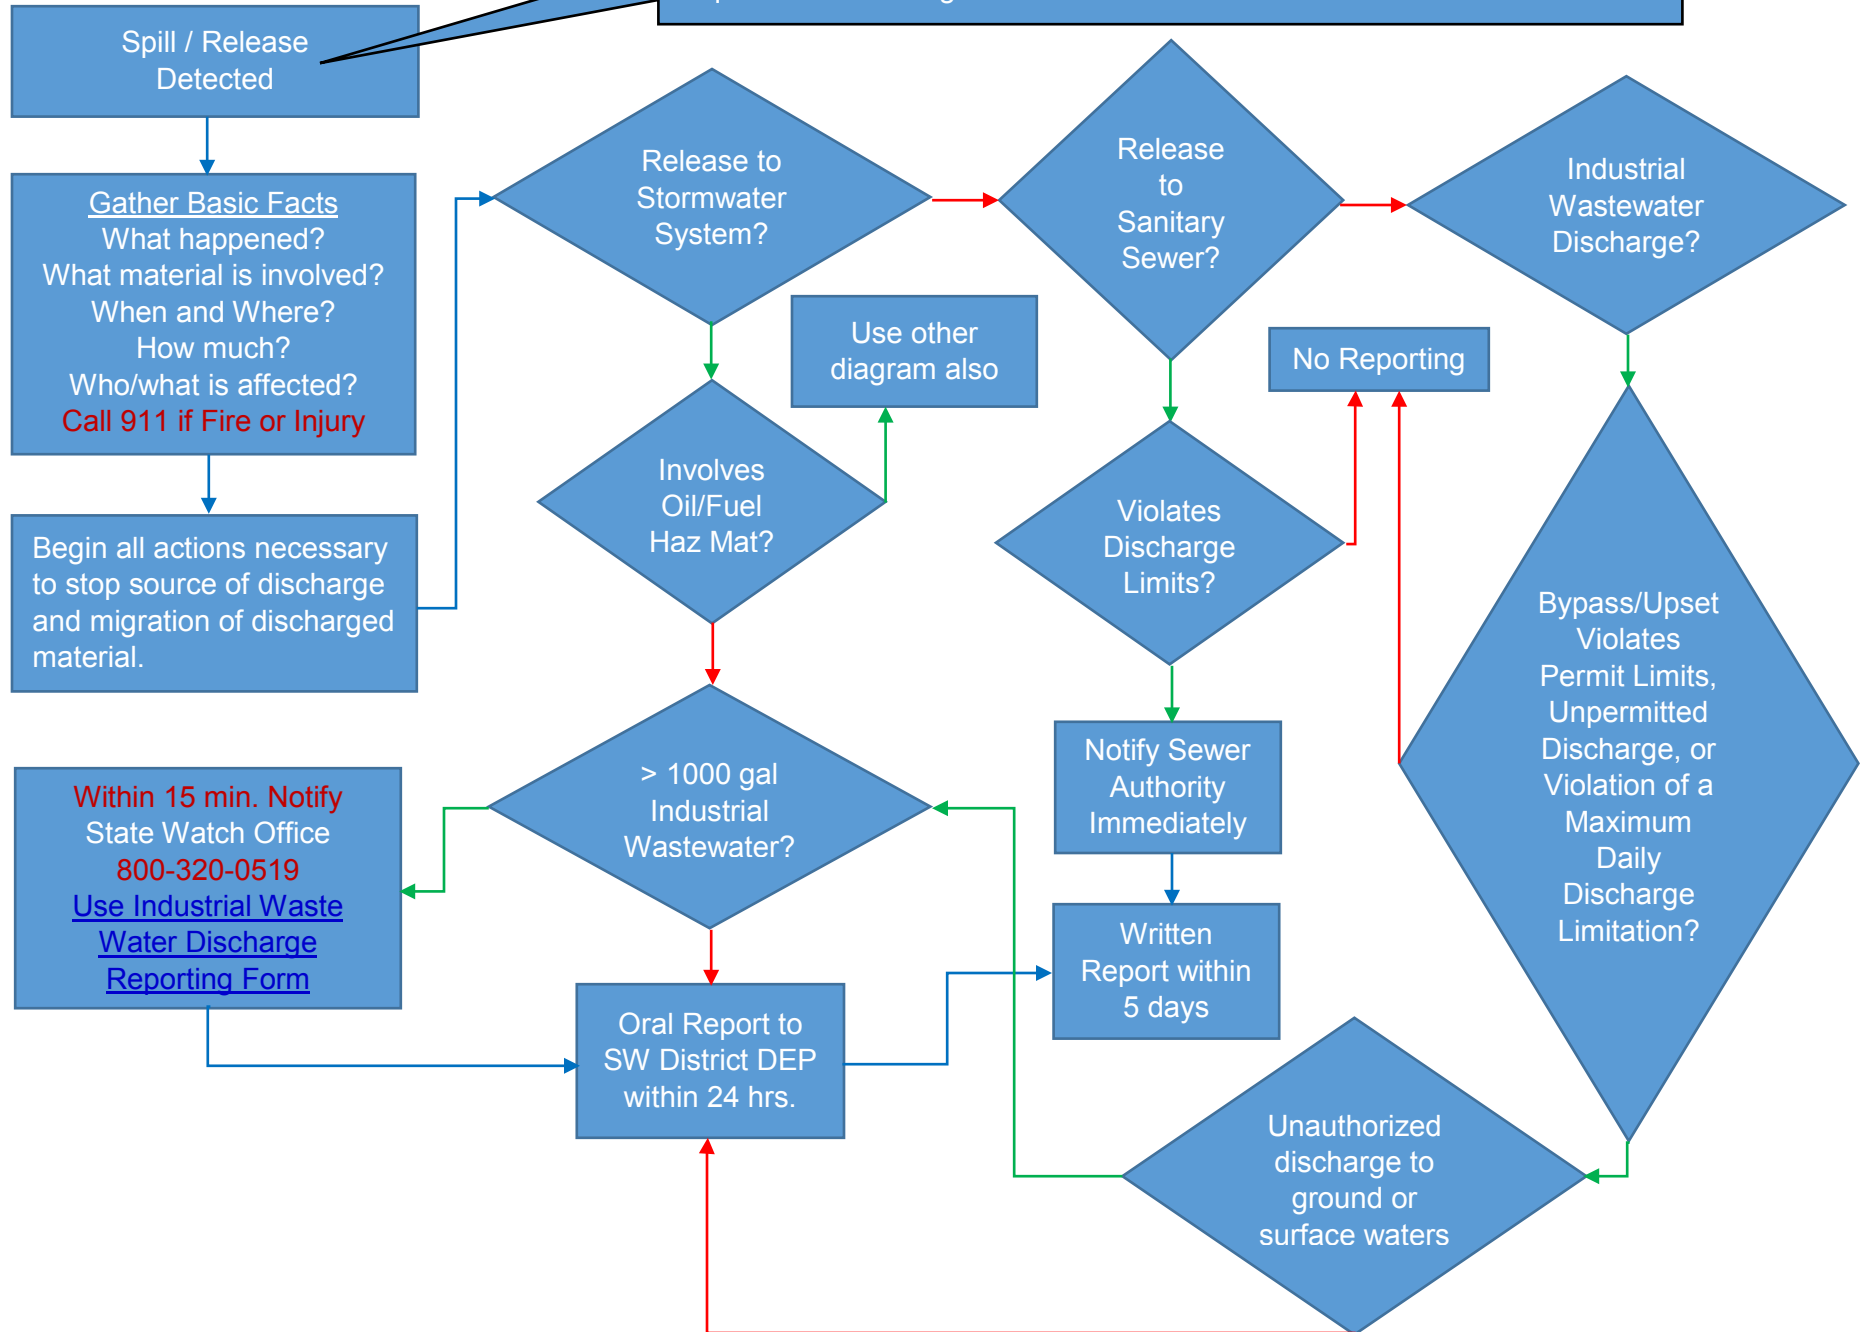 Spill / Release
Detected
Gather Basic Facts
What happened?
What material is involved?
When and Where?
How much?
Who/what is affected?
Call 911 if Fire or Injury
Begin all actions necessary
to stop source of discharge
and migration of discharged
material.
Release to
Stormwater
System?
Release
to
Sanitary
Sewer?
Industrial
Wastewater
Discharge?
Use other
diagram also
No Reporting
Involves
Oil/Fuel
Haz Mat?
Violates
Discharge
Limits?
Bypass/Upset
Violates
Permit Limits,
Unpermitted
Discharge, or
Violation of a
Maximum
Daily
Discharge
Limitation?
> 1000 gal
Industrial
Wastewater?
Notify Sewer
Authority
Immediately
Within 15 min. Notify
State Watch Office
800-320-0519
Use Industrial Waste
Water Discharge
Reporting Form
Written
Report within
5 days
Oral Report to
SW District DEP
within 24 hrs.
Unauthorized
discharge to
ground or
surface waters